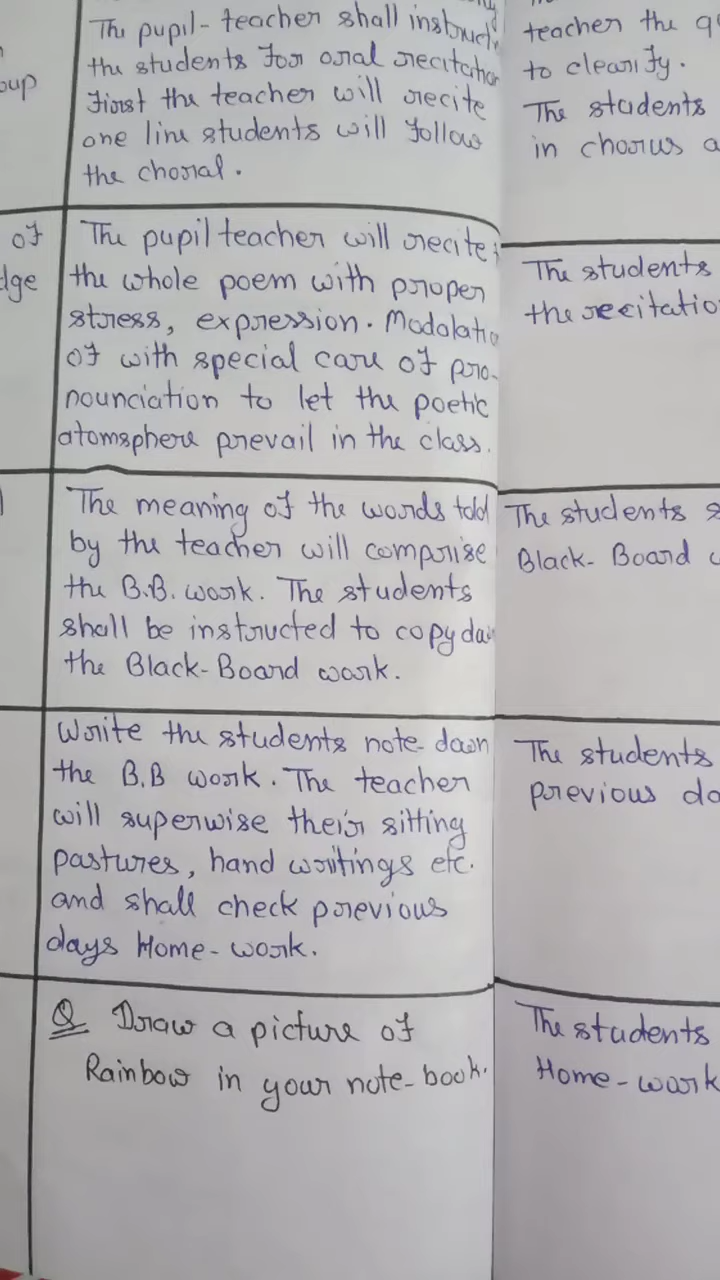 The pupil-teacher shall instruct
the students for oral recitation
First the teacher will recite
one line students will follow
the choral.
The pupil teacher will recite
the whole poem with proper
stress, expression. Modalatio
of with special care of pro-
nounciation to let the poetic
atomsphere prevail in the class.
The meaning of the words told
by the teacher will comprise
the B.B. work. The students
shall be instructed to copy daw
the Black-Board work.
Write the students note-down
the B.B work. The teacher
will superwise their sitting
pastures, hand writings etc.
and shall check previous
days Home-work.
Q Draw a picture of
Rainbow in your note-book.
teacher the
to clearify.
The students
in chorus
The students
the recitatio
The students
Black-Board
The students
previous da
The students
Home-work
oup
of
dge